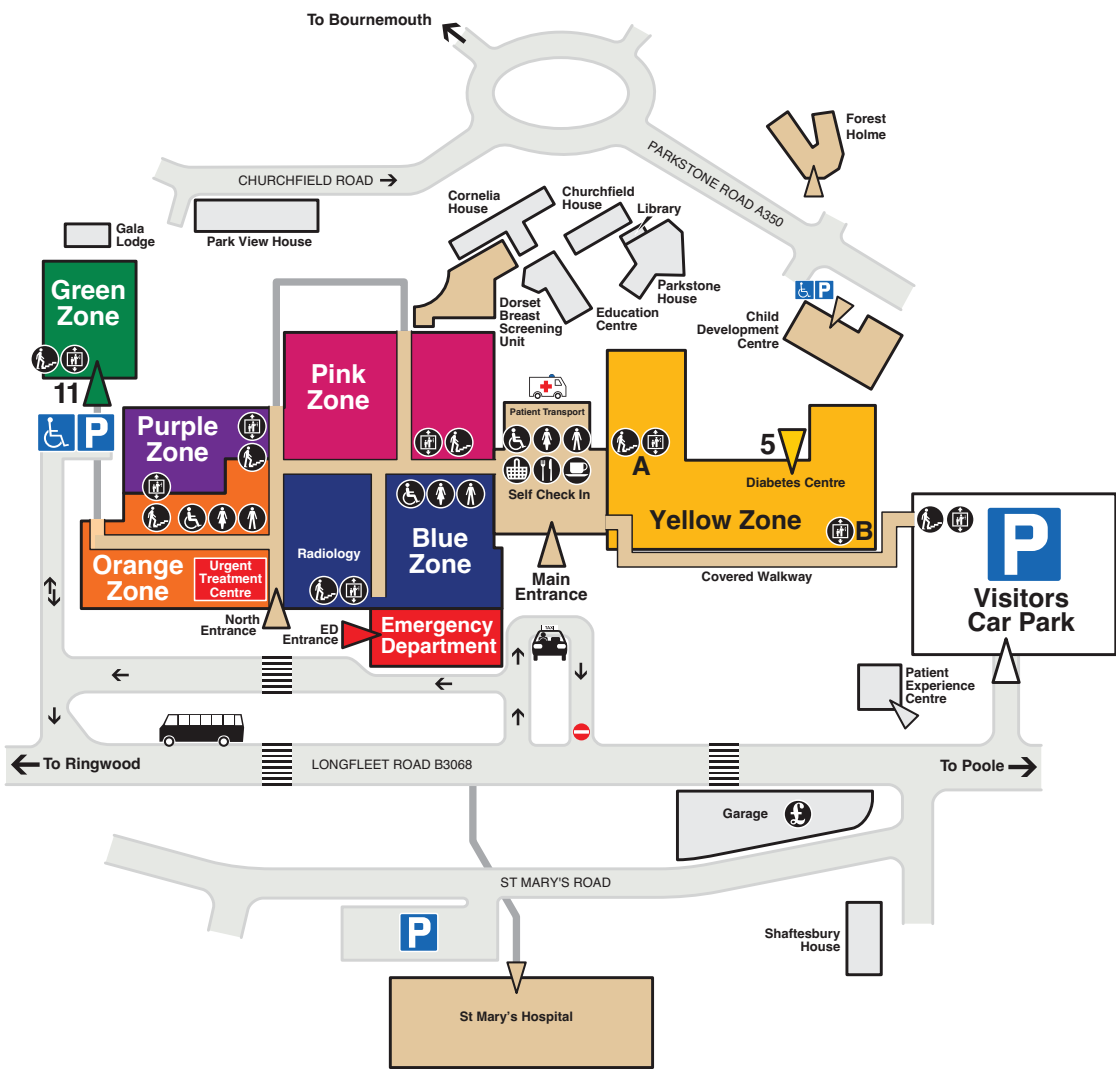 To Bournemouth
Forest
Holme
PARKSTONE ROAD A350
CHURCHFIELD ROAD →
Cornelia
House
Churchfield
House
Library
Gala
Lodge
Park View House
Parkstone
House
Education
Centre
Dorset
Breast
Screening
Unit
P
Child
Development
Centre
Green
Zone
11
P
Pink
Zone
Purple
Zone
Patient Transport
Self Check In
A
5
Diabetes Centre
Yellow Zone
B
Covered Walkway
P
Visitors
Car Park
Radiology
Blue
Zone
Orange
Zone
Urgent
Treatment
Centre
Main
Entrance
North
Entrance
ED
Entrance
Emergency
Department
TAXI
Patient
Experience
Centre
To Ringwood
LONGFLEET ROAD B3068
To Poole
Garage
£
ST MARY'S ROAD
P
Shaftesbury
House
St Mary's Hospital